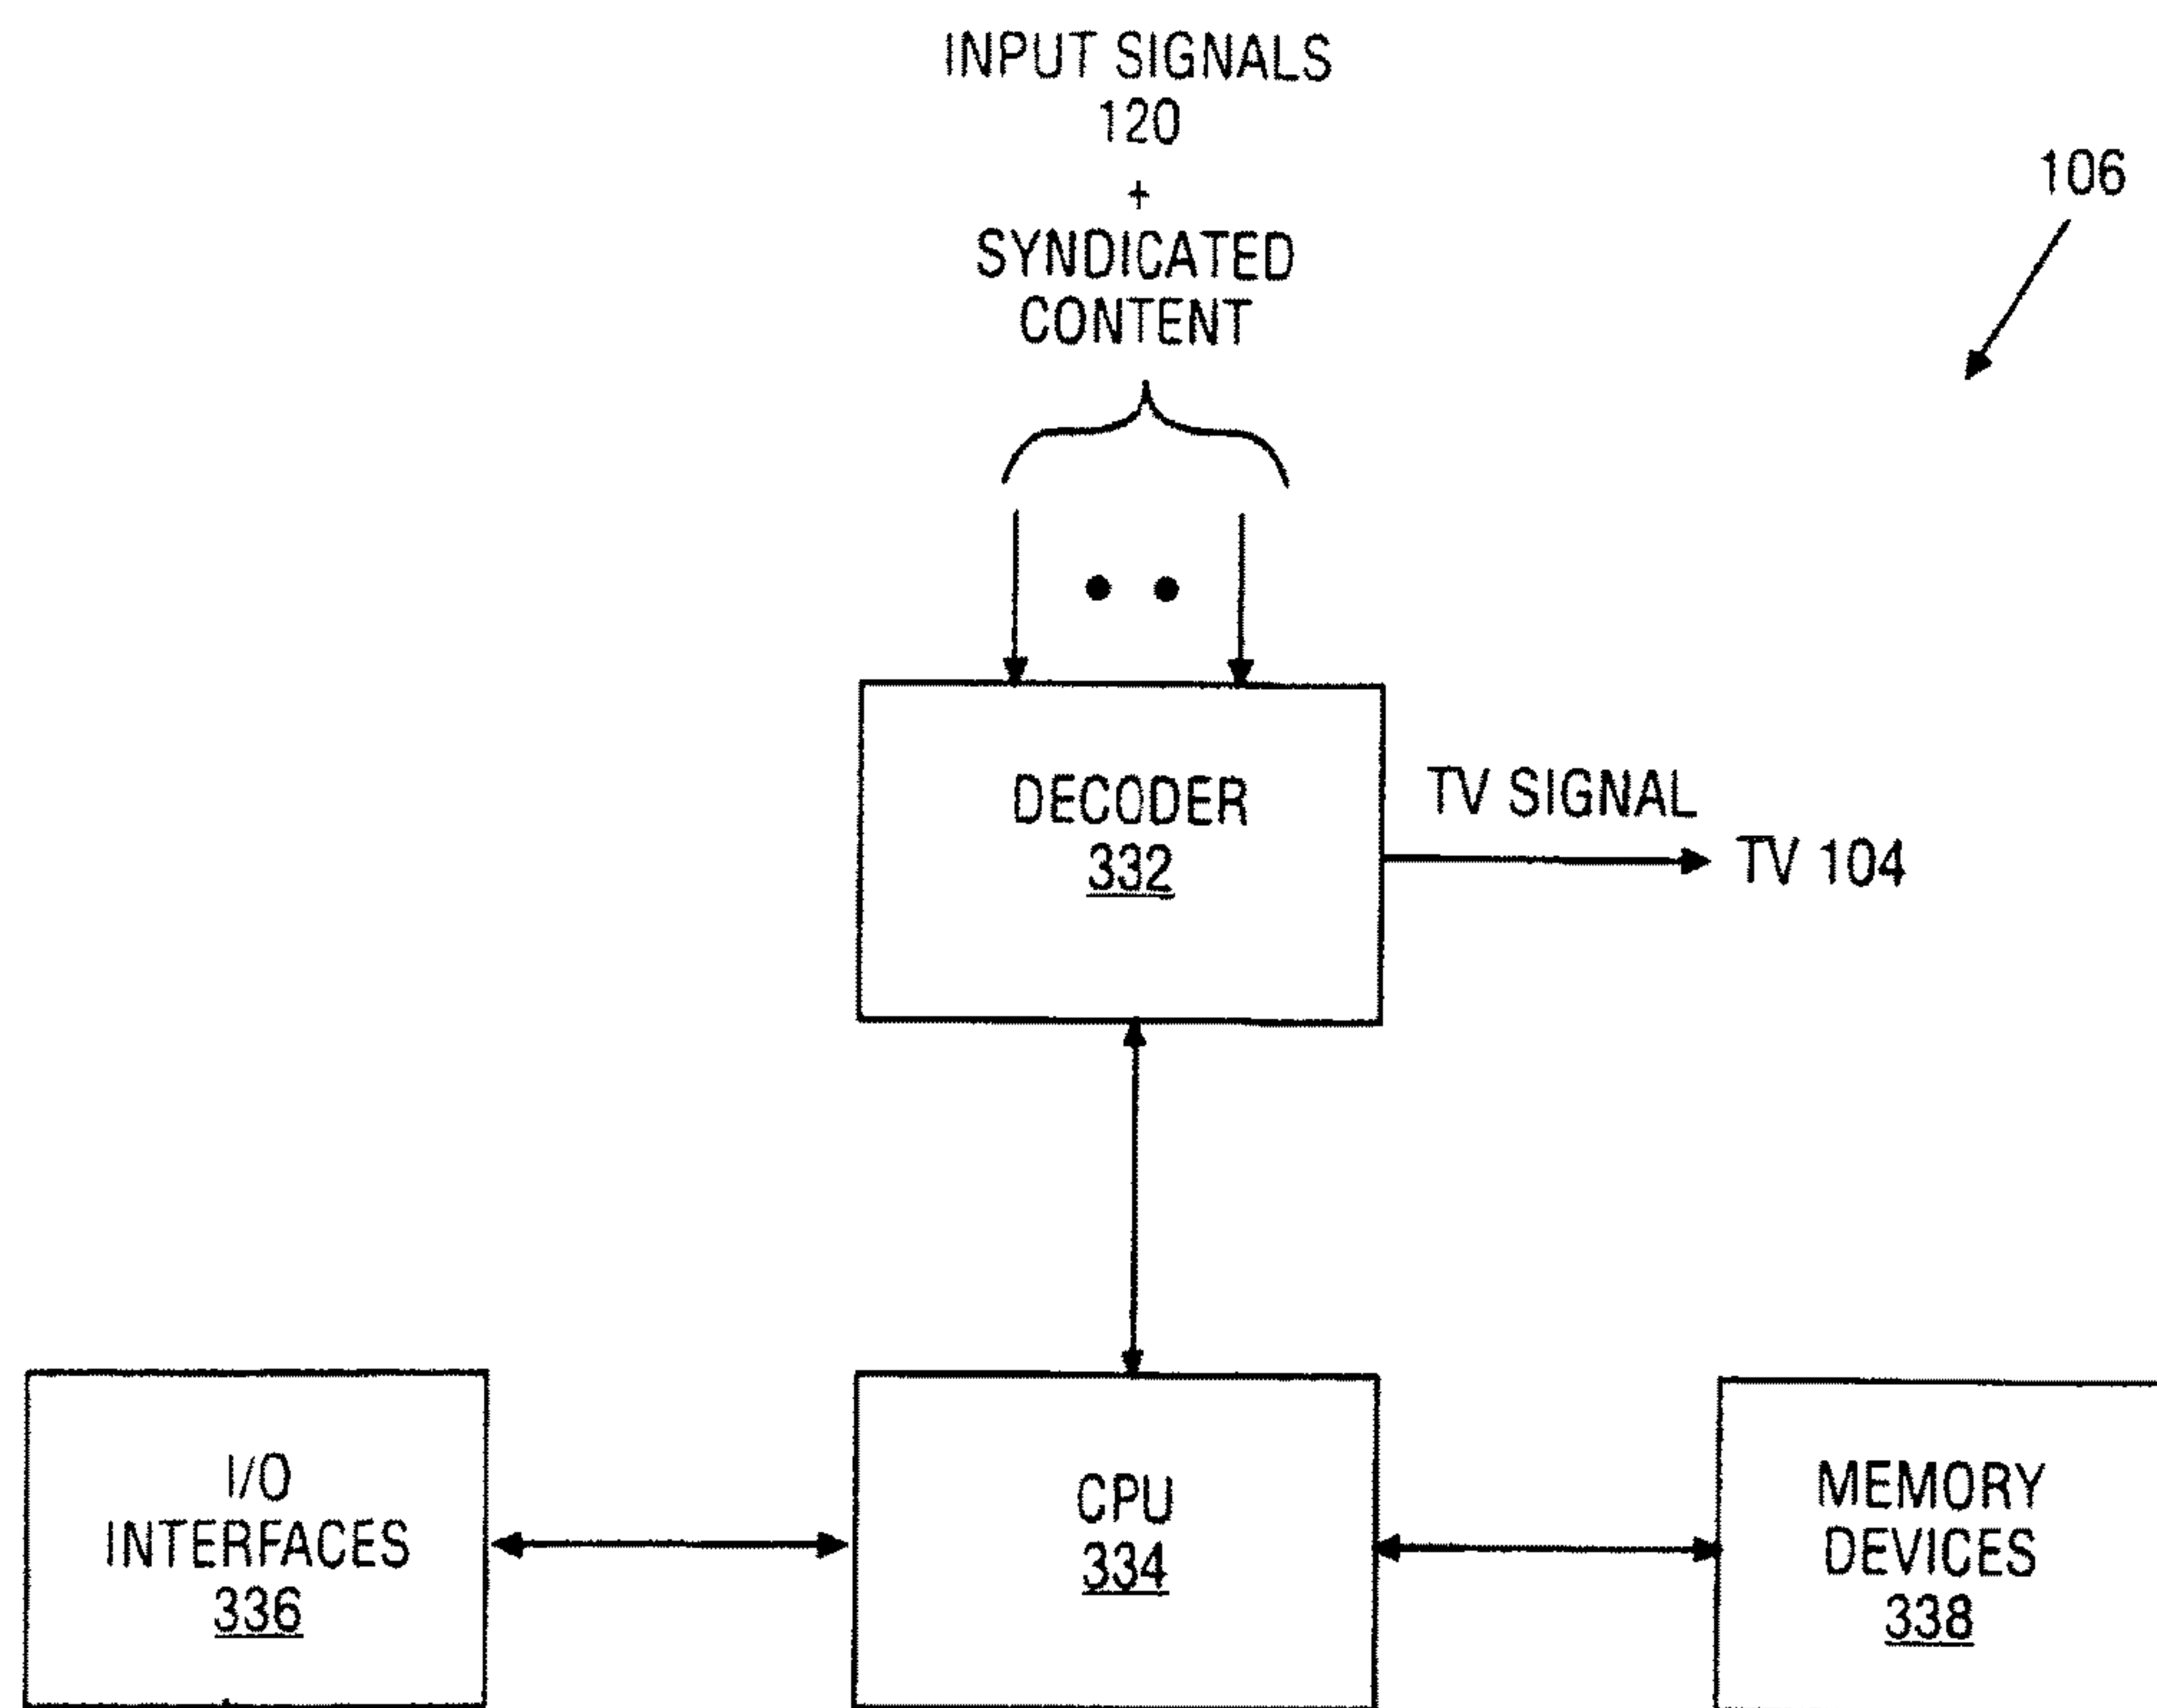 INPUT SIGNALS
120
+
SYNDICATED
CONTENT
106
DECODER
332
TV SIGNAL
TV 104
I/O
INTERFACES
336
CPU
334
MEMORY
DEVICES
338